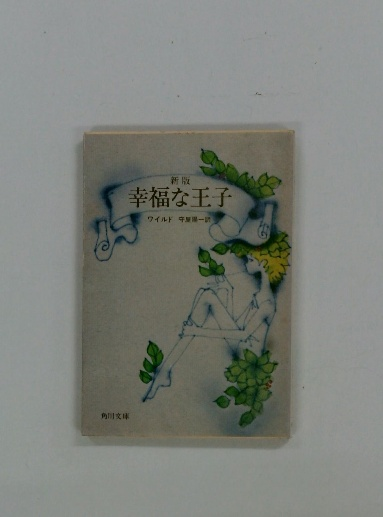 新版
幸福な王子
ワイルド 守屋陽一訳
角川文庫